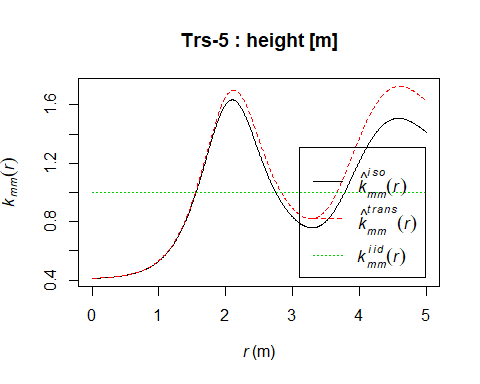 Trs-5 : height [m]
k_mm(r)
1.6
1.2
0.8
0.4
k̂_mm^iso(r)
k̂_mm^trans(r)
k_mm^iid(r)
0 1 2 3 4 5
r (m)